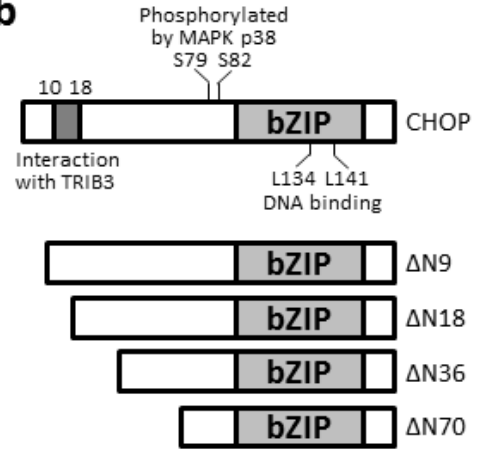 b
Phosphorylated
by MAPK p38
S79 S82
10 18
bZIP CHOP
Interaction
with TRIB3
L134 L141
DNA binding
bZIP ΔN9
bZIP ΔN18
bZIP ΔN36
bZIP ΔN70